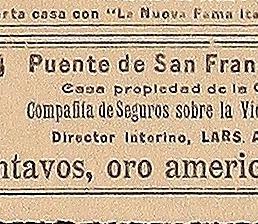 erta casa con "La Nuova Fama Ita
Puente de San Fran
Casa propiedad de la C
Compañía de Seguros sobre la Vi
Director Interino, LARS. A
ntavos, oro americ